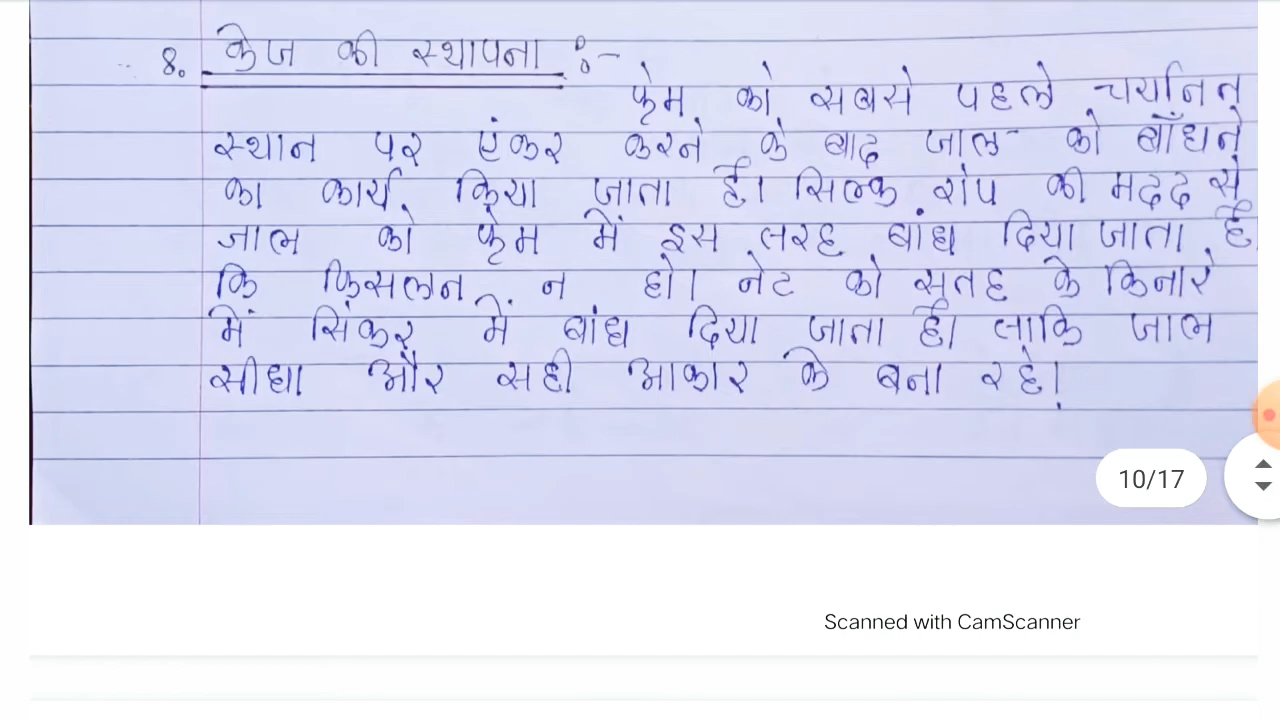 8. केज की स्थापना :-
फ्रेम को सबसे पहले चयनित
स्थान पर एंकर करने के बाद जाल को बाँधने
का कार्य किया जाता है। सिल्क रोप की मदद से
जाल को फ्रेम में इस तरह बांध दिया जाता है
कि फिसलन न हो। नेट को सतह के किनारे
में सिंकर में बांध दिया जाता है। ताकि जाल
सीधा और सही आकार के बना रहे।
10/17
Scanned with CamScanner